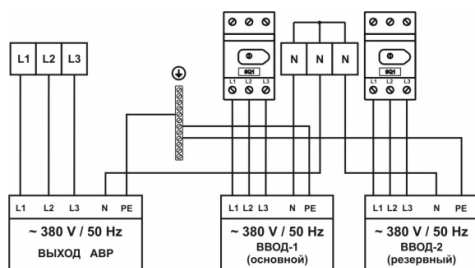 L1 L2 L3
N N N
SQ1
SQ1
L1 L2 L3
L1 L2 L3
L1 L2 L3 N PE
L1 L2 L3 N PE
L1 L2 L3 N PE
~ 380 V / 50 Hz
ВЫХОД АВР
~ 380 V / 50 Hz
ВВОД-1
(основной)
~ 380 V / 50 Hz
ВВОД-2
(резервный)